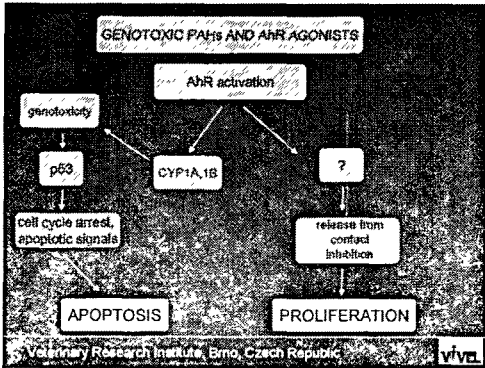 GENOTOXIC PAHs AND AhR AGONISTS
AhR activation
genotoxicity
p53
CYP1A,1B
?
cell cycle arrest,
apoptotic signals
release from
contact
inhibition
APOPTOSIS
PROLIFERATION
Veterinary Research Institute, Brno, Czech Republic